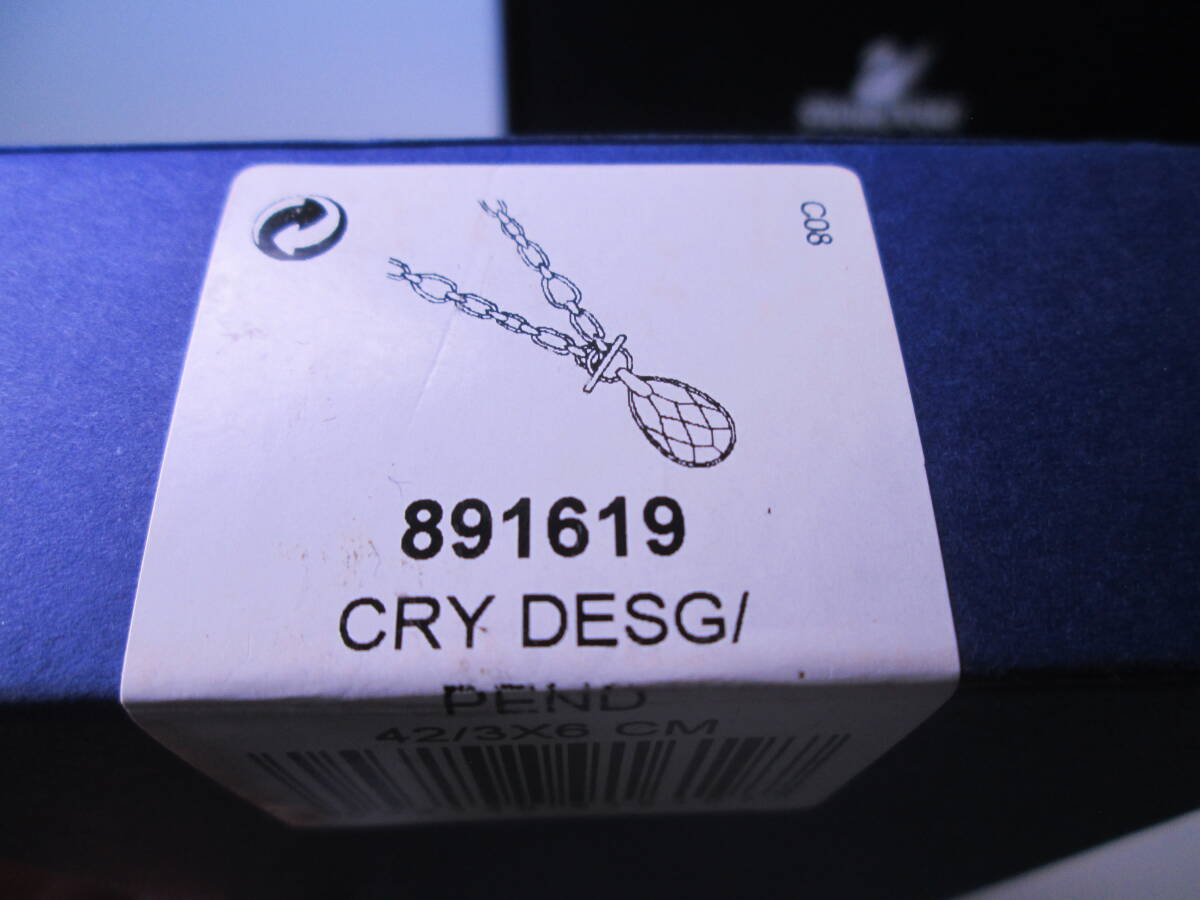 C08
891619
CRY DESG/
PEND
42/3X6 CM